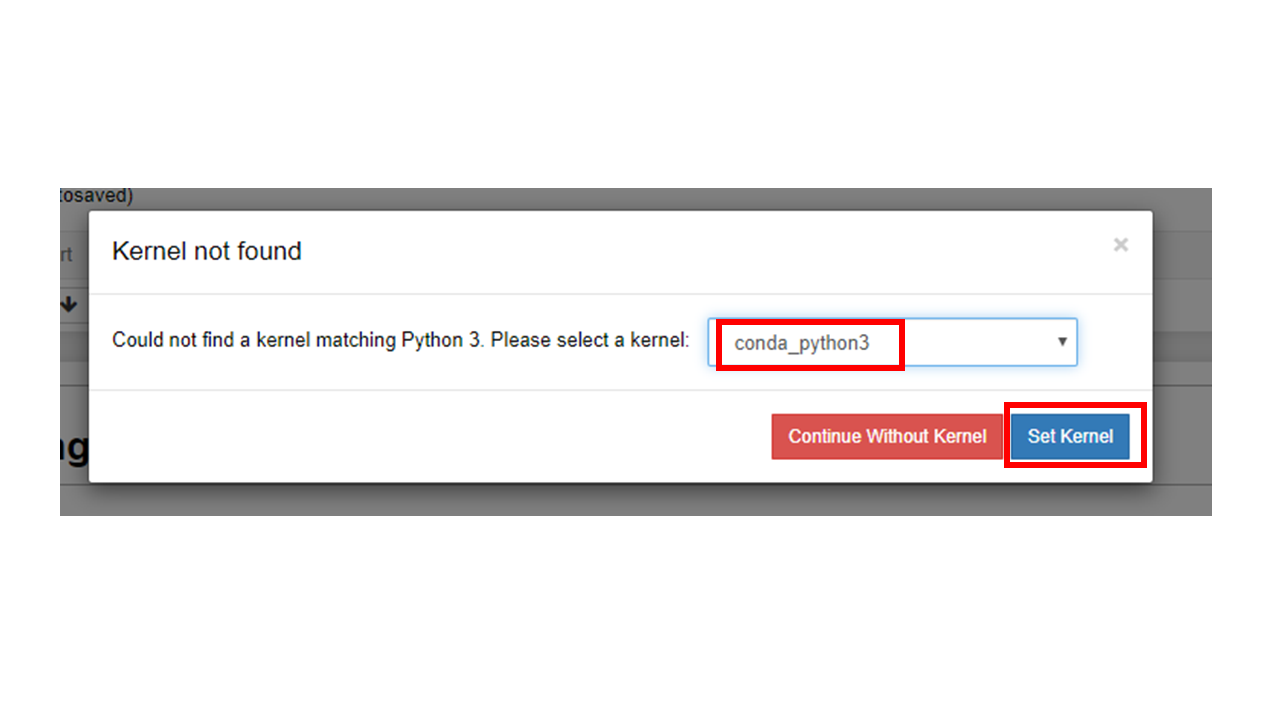 tosaved)
Kernel not found
×
rt
Could not find a kernel matching Python 3. Please select a kernel: conda_python3
ng
Continue Without Kernel Set Kernel